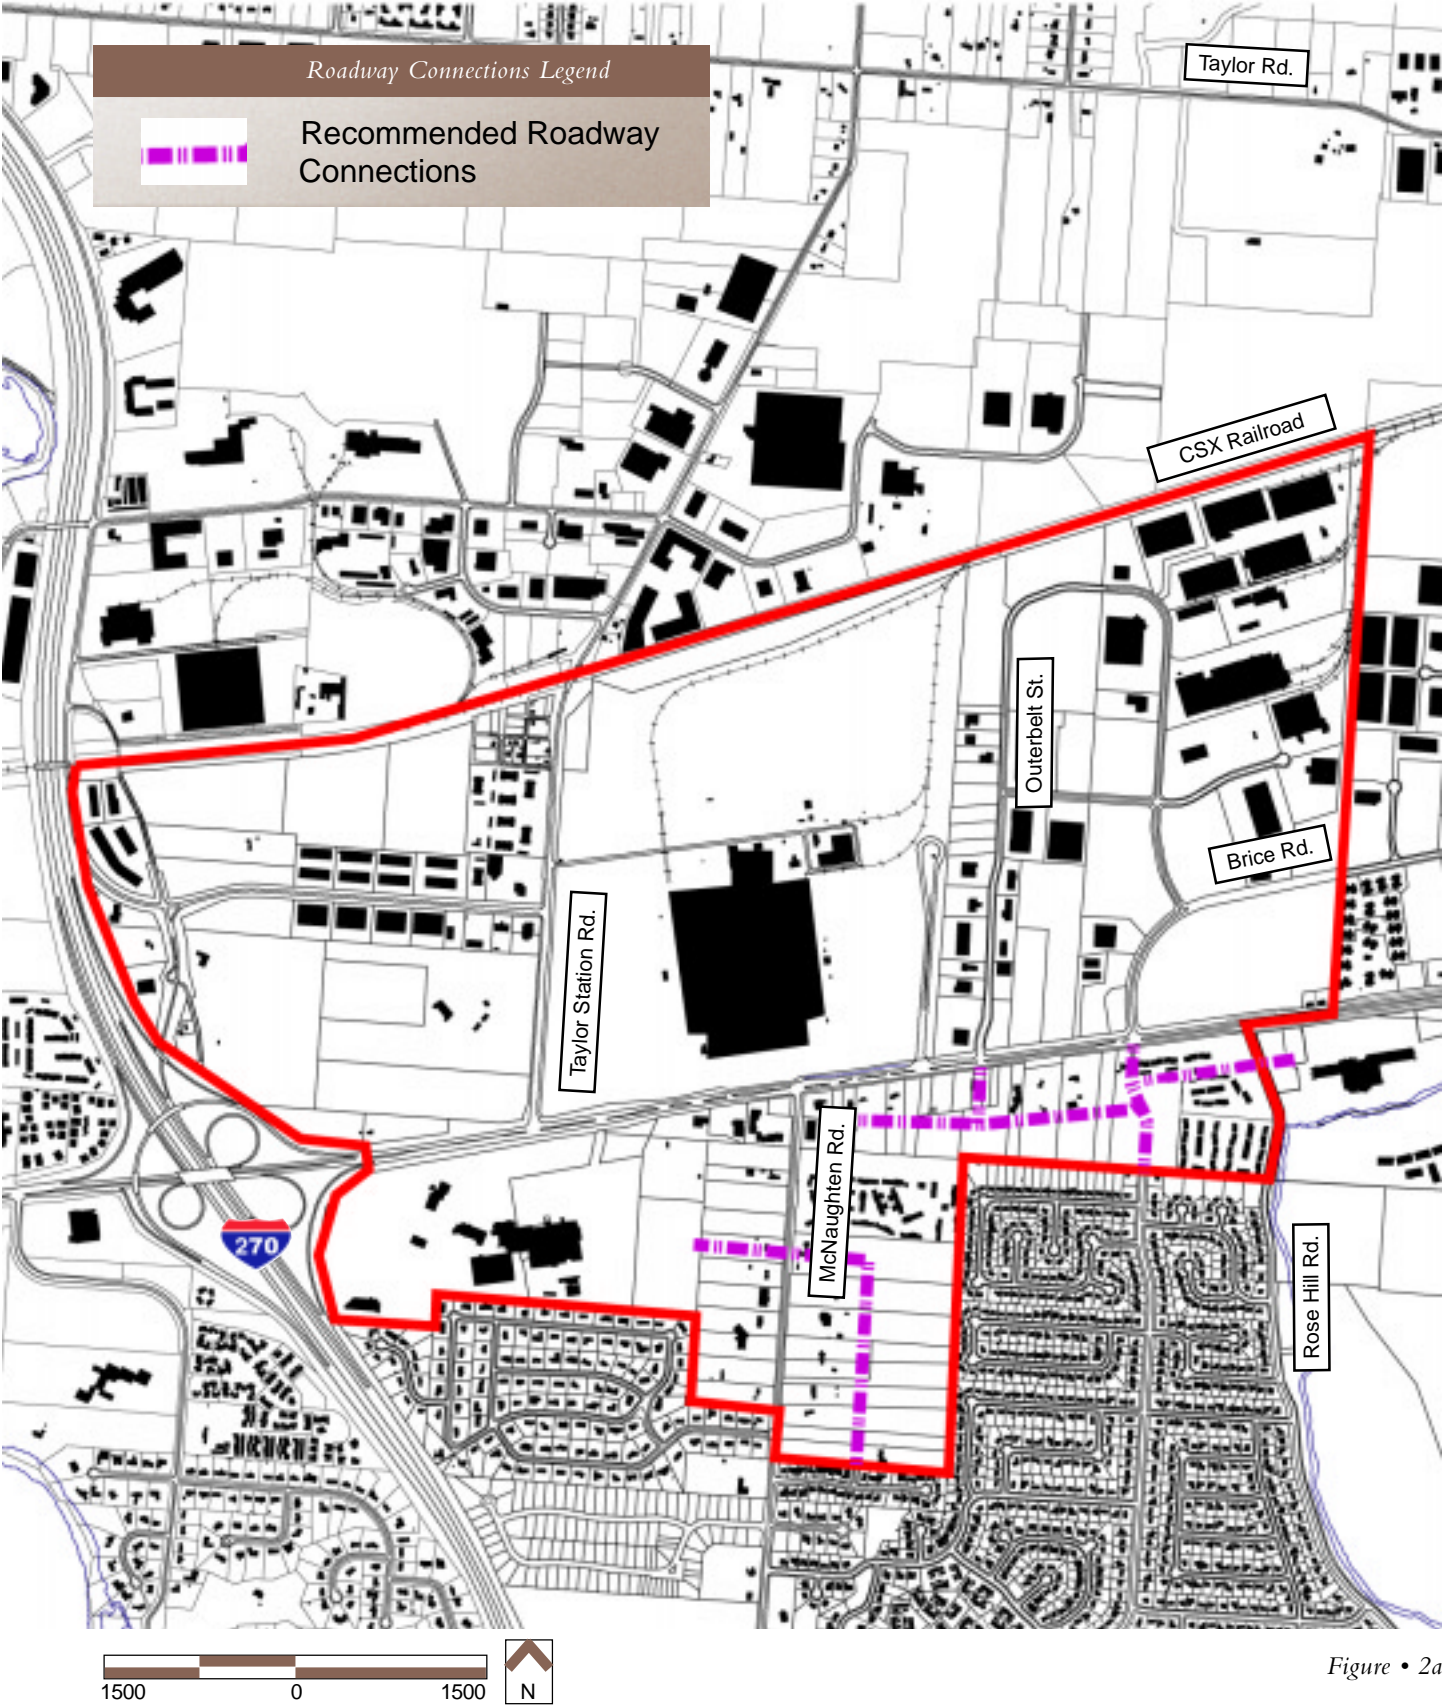 Roadway Connections Legend
Recommended Roadway
Connections
Taylor Rd.
CSX Railroad
Outerbelt St.
Brice Rd.
Taylor Station Rd.
McNaughten Rd.
270
Rose Hill Rd.
1500
0
1500
N
Figure • 2a